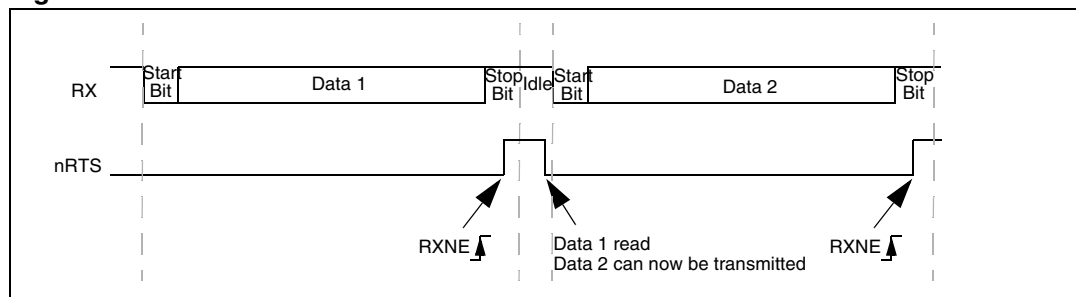 RX
Start
Bit
Data 1
Stop
Bit
Idle
Start
Bit
Data 2
Stop
Bit
nRTS
RXNE
Data 1 read
Data 2 can now be transmitted
RXNE